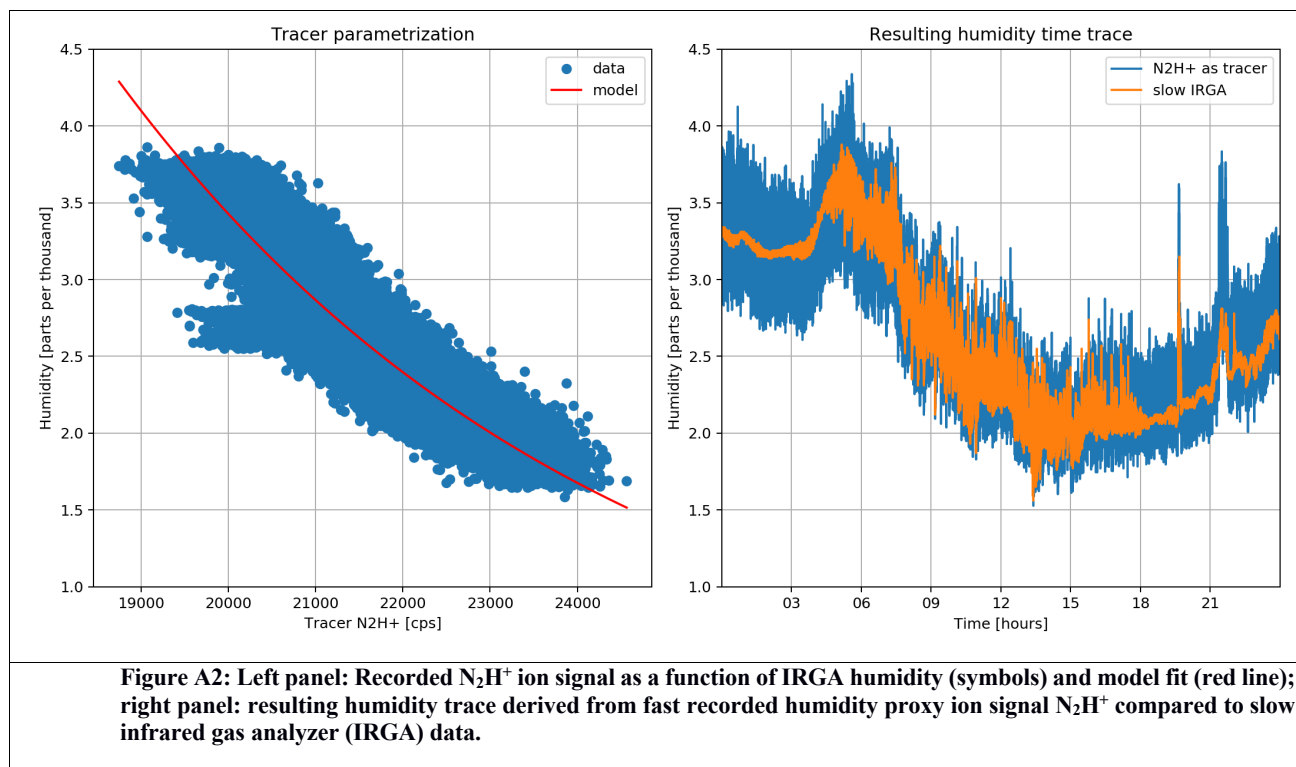 Tracer parametrization
4.5
4.0
3.5
3.0
2.5
2.0
1.5
1.0
Humidity [parts per thousand]
data
model
19000 20000 21000 22000 23000 24000
Tracer N2H+ [cps]
Resulting humidity time trace
4.5
4.0
3.5
3.0
2.5
2.0
1.5
1.0
Humidity [parts per thousand]
N2H+ as tracer
slow IRGA
03 06 09 12 15 18 21
Time [hours]
Figure A2: Left panel: Recorded N₂H⁺ ion signal as a function of IRGA humidity (symbols) and model fit (red line);
right panel: resulting humidity trace derived from fast recorded humidity proxy ion signal N₂H⁺ compared to slow
infrared gas analyzer (IRGA) data.